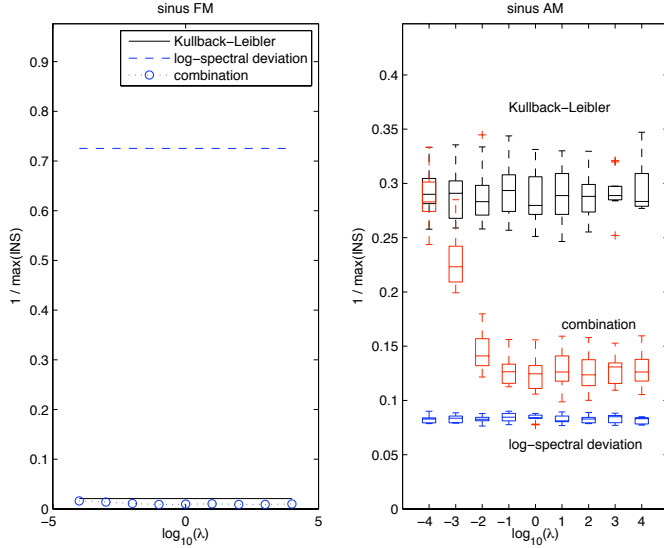 sinus FM
Kullback−Leibler
log−spectral deviation
combination
0.9
0.8
0.7
0.6
0.5
0.4
0.3
0.2
0.1
0
−5
0
5
1 / max(INS)
log10(λ)
sinus AM
0.4
0.35
0.3
0.25
0.2
0.15
0.1
0.05
0
−4 −3 −2 −1 0 1 2 3 4
1 / max(INS)
log10(λ)
Kullback−Leibler
combination
log−spectral deviation